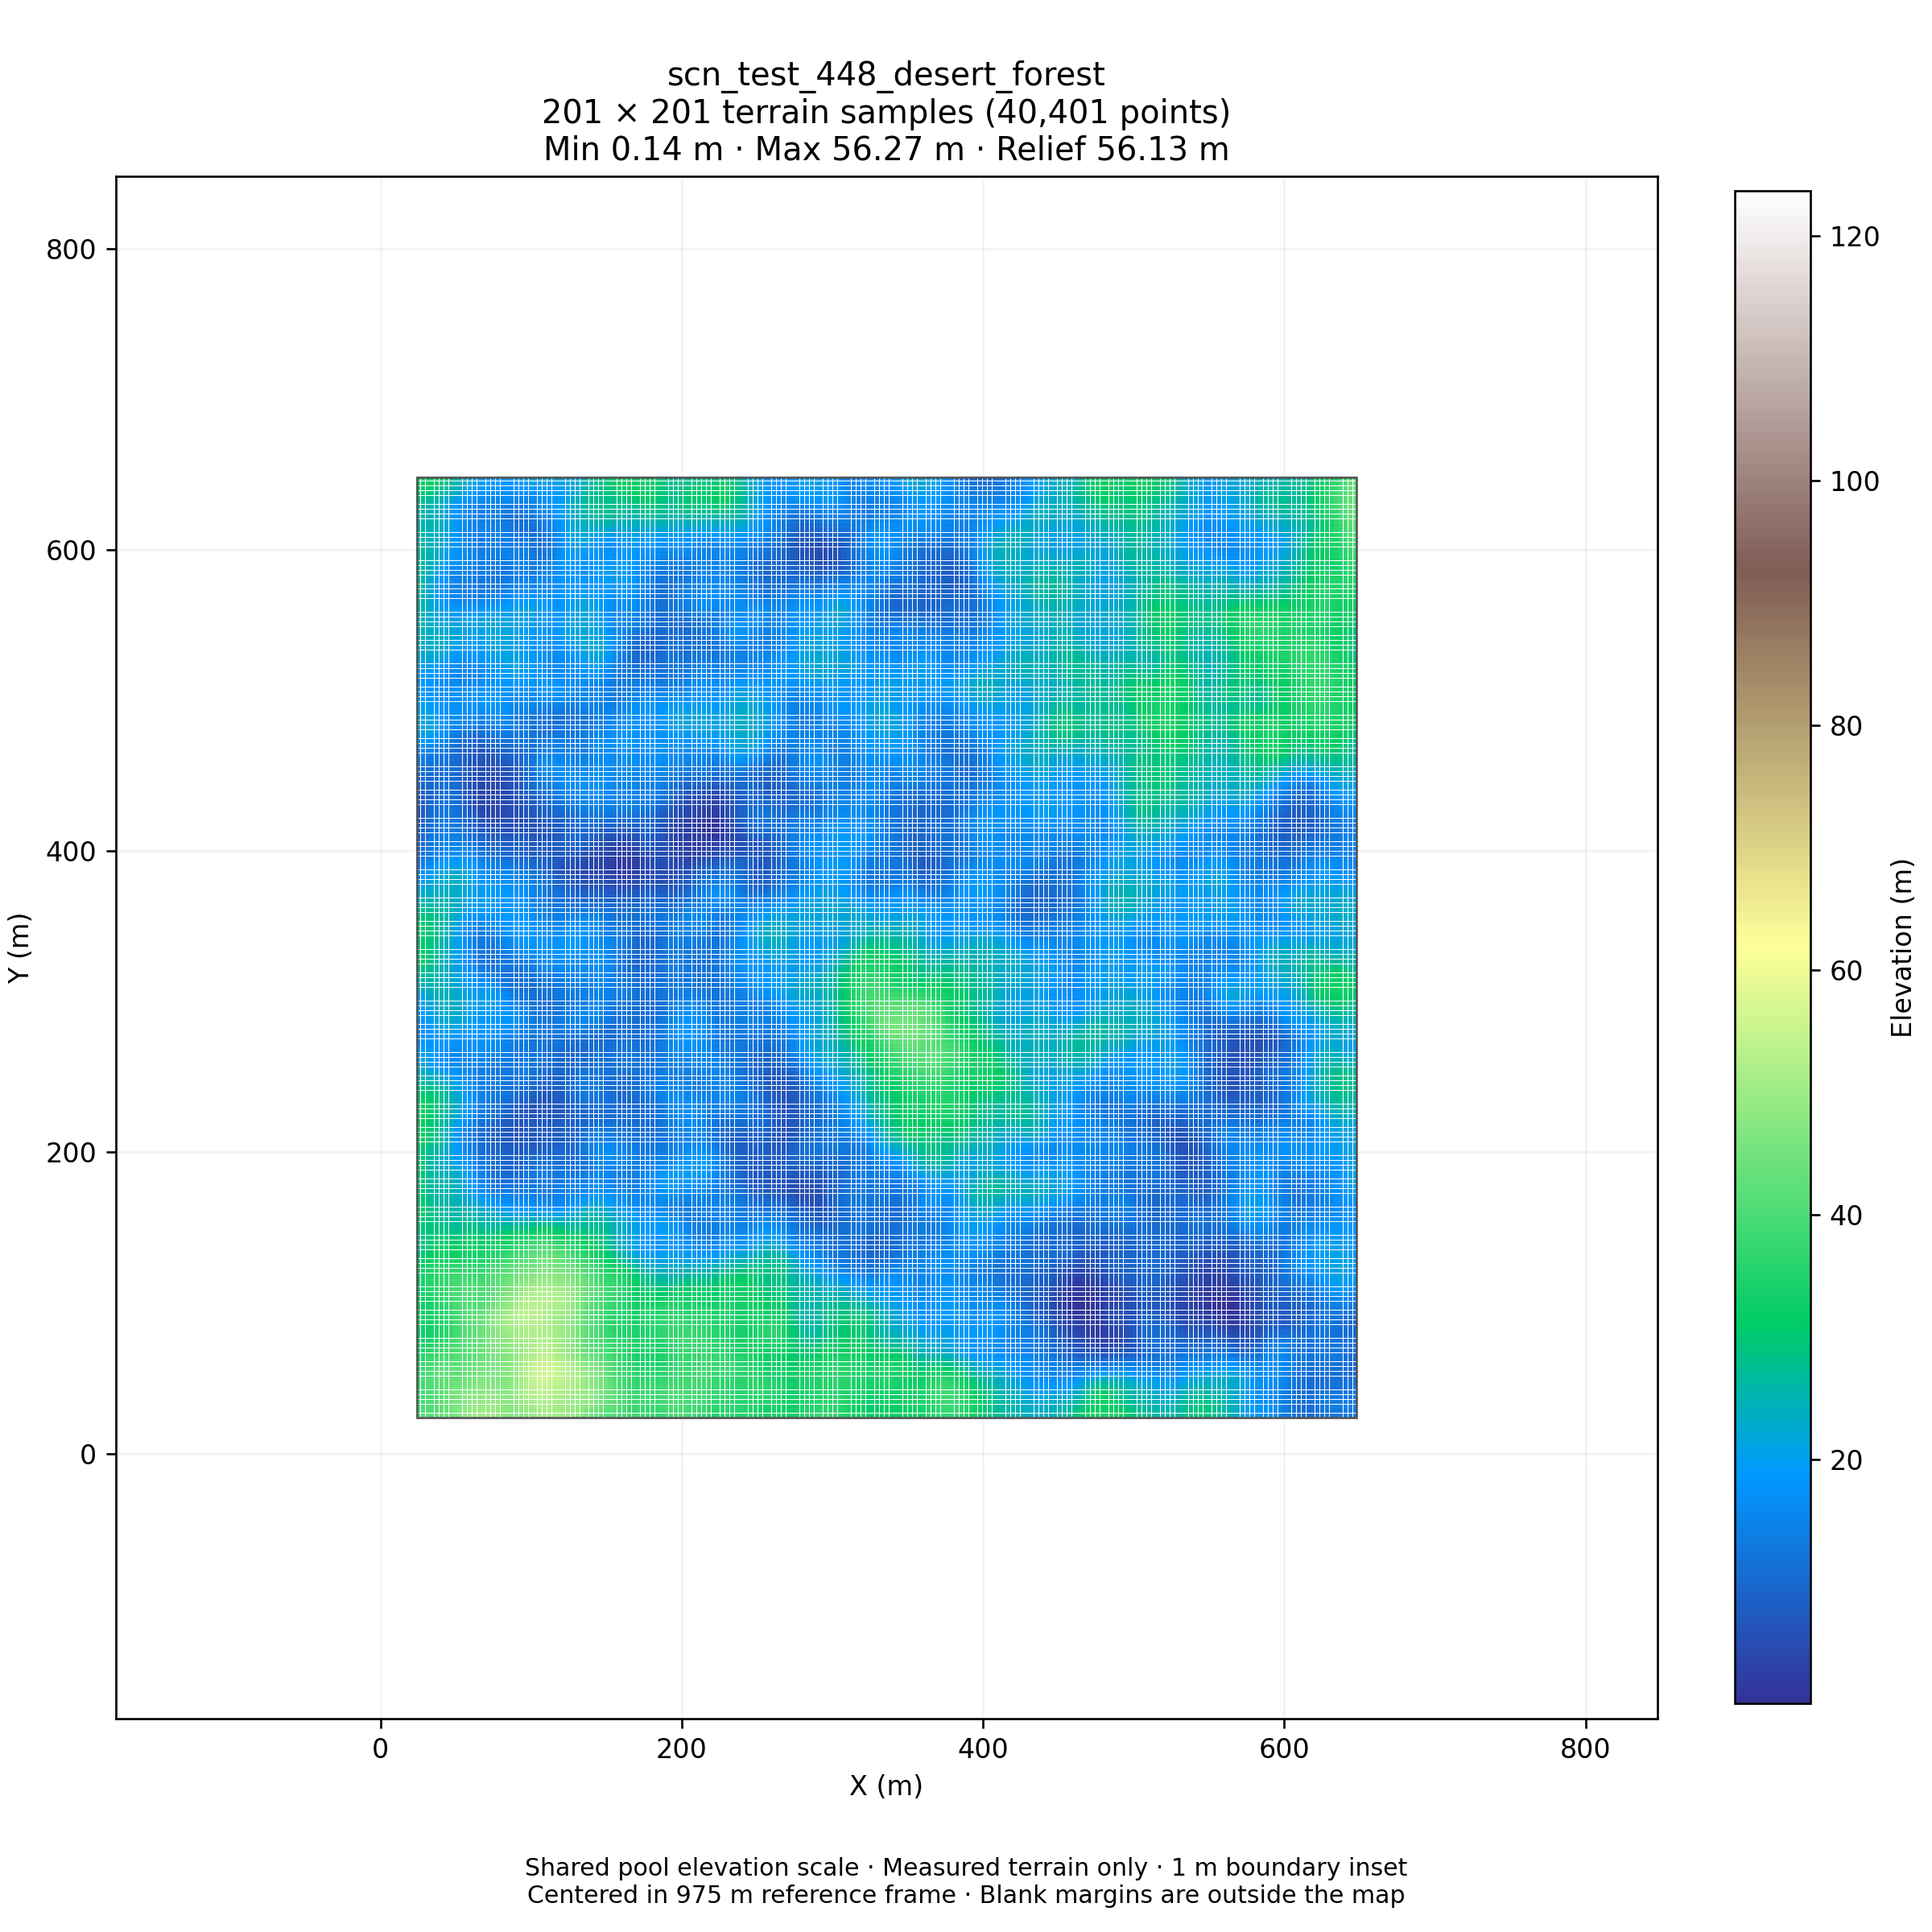 scn_test_448_desert_forest
201 × 201 terrain samples (40,401 points)
Min 0.14 m · Max 56.27 m · Relief 56.13 m
800
600
400
200
0
Y (m)
0
200
400
600
800
X (m)
120
100
80
60
40
20
Elevation (m)
Shared pool elevation scale · Measured terrain only · 1 m boundary inset
Centered in 975 m reference frame · Blank margins are outside the map